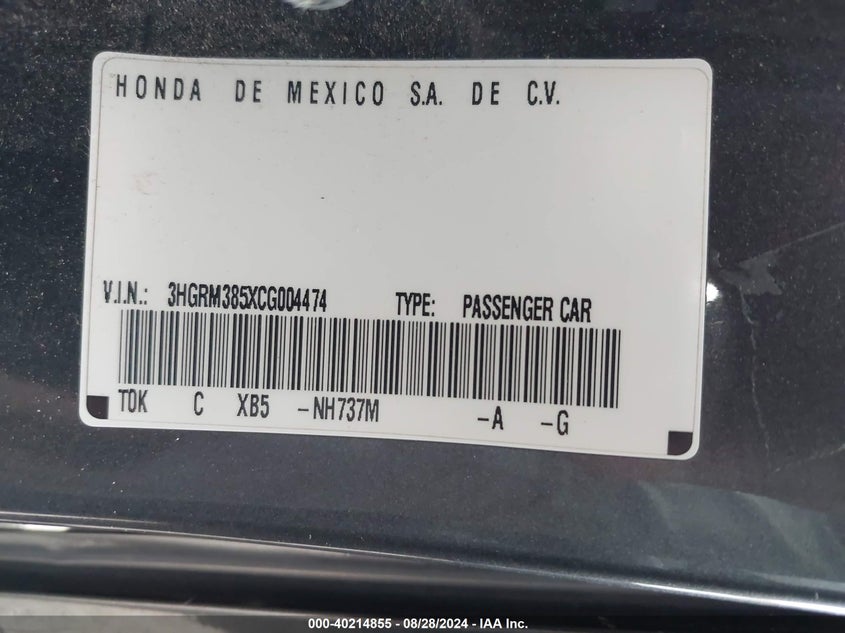 HONDA DE MEXICO S.A. DE C.V.
V.I.N.: 3HGRM385XCG004474 TYPE: PASSENGER CAR
TOK C XB5 -NH737M -A -G
000-40214855 - 08/28/2024 - IAA Inc.